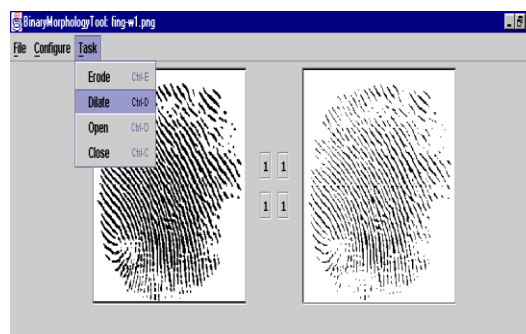 BinaryMorphologyTool: fing-w1.png
File Configure Task
Erode Ctrl-E
Dilate Ctrl-D
Open Ctrl-O
Close Ctrl-C
1 1
1 1